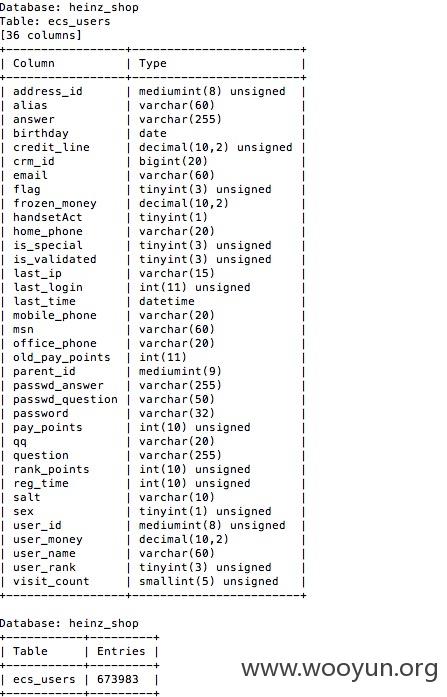 Database: heinz_shop
Table: ecs_users
[36 columns]
+----------------+-----------------------+
| Column | Type |
+----------------+-----------------------+
| address_id | mediumint(8) unsigned |
| alias | varchar(60) |
| answer | varchar(255) |
| birthday | date |
| credit_line | decimal(10,2) unsigned |
| crm_id | bigint(20) |
| email | varchar(60) |
| flag | tinyint(3) unsigned |
| frozen_money | decimal(10,2) |
| handsetAct | tinyint(1) |
| home_phone | varchar(20) |
| is_special | tinyint(3) unsigned |
| is_validated | tinyint(3) unsigned |
| last_ip | varchar(15) |
| last_login | int(11) unsigned |
| last_time | datetime |
| mobile_phone | varchar(20) |
| msn | varchar(60) |
| office_phone | varchar(20) |
| old_pay_points | int(11) |
| parent_id | mediumint(9) |
| passwd_answer | varchar(255) |
| passwd_question | varchar(50) |
| password | varchar(32) |
| pay_points | int(10) unsigned |
| qq | varchar(20) |
| question | varchar(255) |
| rank_points | int(10) unsigned |
| reg_time | int(10) unsigned |
| salt | varchar(10) |
| sex | tinyint(1) unsigned |
| user_id | mediumint(8) unsigned |
| user_money | decimal(10,2) |
| user_name | varchar(60) |
| user_rank | tinyint(3) unsigned |
| visit_count | smallint(5) unsigned |
+----------------+-----------------------+
Database: heinz_shop
+-----------+---------+
| Table | Entries |
+-----------+---------+
| ecs_users | 673983 |
+-----------+---------+
www.wooyun.org